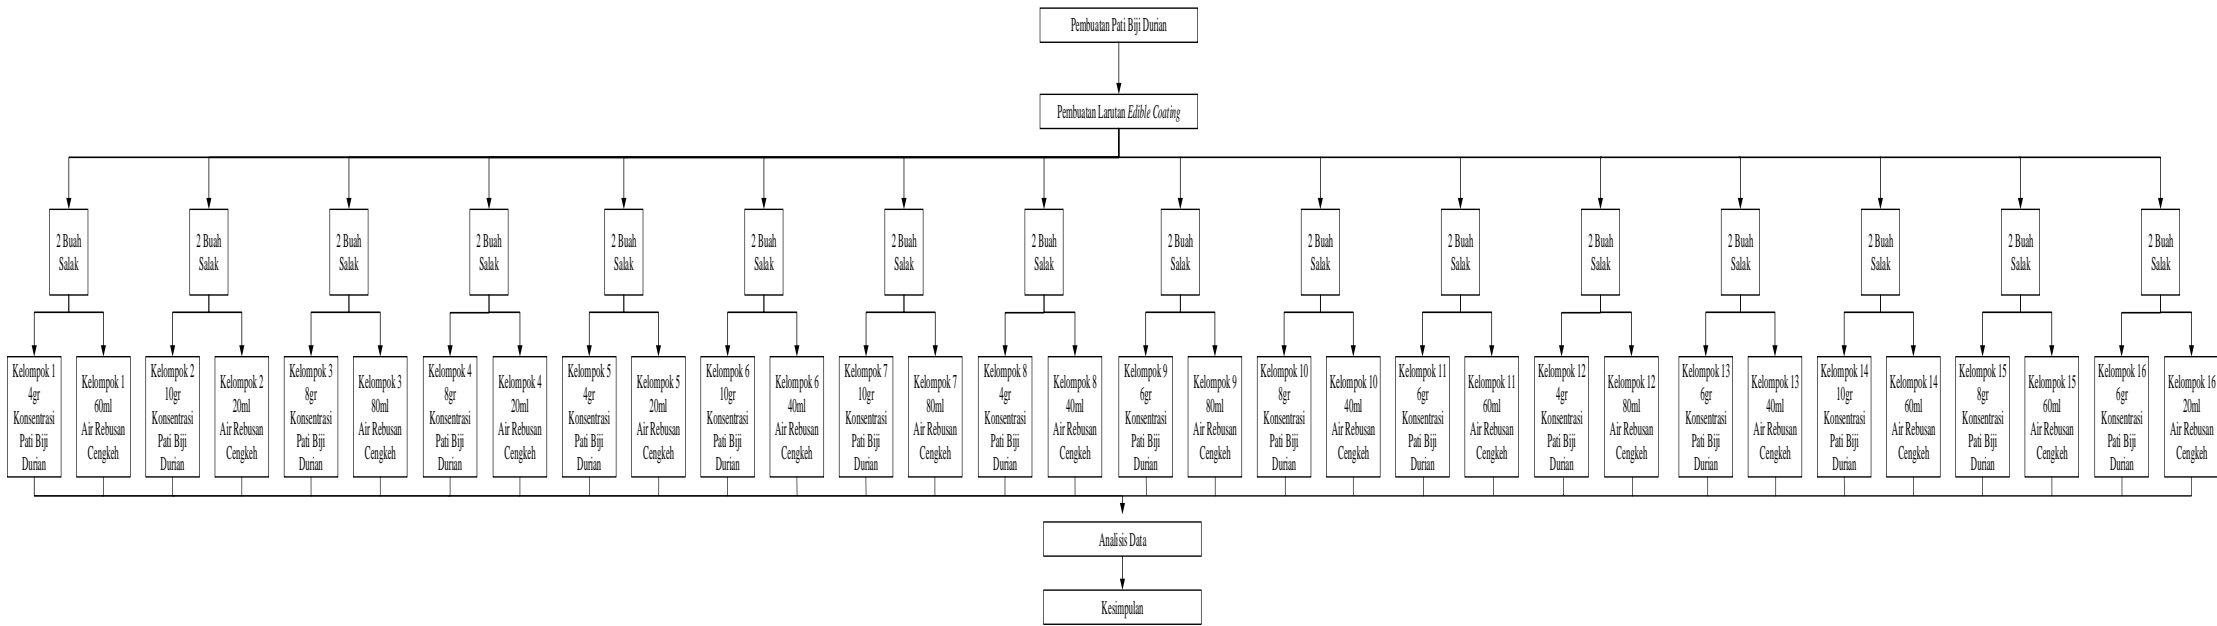 Pembuatan Pati Biji Durian
Pembuatan Larutan Edible Coating
2 Buah
Salak
2 Buah
Salak
2 Buah
Salak
2 Buah
Salak
2 Buah
Salak
2 Buah
Salak
2 Buah
Salak
2 Buah
Salak
2 Buah
Salak
2 Buah
Salak
2 Buah
Salak
2 Buah
Salak
2 Buah
Salak
2 Buah
Salak
2 Buah
Salak
2 Buah
Salak
Kelompok 1
4gr
Konsentrasi
Pati Biji
Durian
Kelompok 1
60ml
Air Rebusan
Cengkeh
Kelompok 2
10gr
Konsentrasi
Pati Biji
Durian
Kelompok 2
20ml
Air Rebusan
Cengkeh
Kelompok 3
8gr
Konsentrasi
Pati Biji
Durian
Kelompok 3
80ml
Air Rebusan
Cengkeh
Kelompok 4
8gr
Konsentrasi
Pati Biji
Durian
Kelompok 4
20ml
Air Rebusan
Cengkeh
Kelompok 5
4gr
Konsentrasi
Pati Biji
Durian
Kelompok 5
20ml
Air Rebusan
Cengkeh
Kelompok 6
10gr
Konsentrasi
Pati Biji
Durian
Kelompok 6
40ml
Air Rebusan
Cengkeh
Kelompok 7
10gr
Konsentrasi
Pati Biji
Durian
Kelompok 7
80ml
Air Rebusan
Cengkeh
Kelompok 8
4gr
Konsentrasi
Pati Biji
Durian
Kelompok 8
40ml
Air Rebusan
Cengkeh
Kelompok 9
6gr
Konsentrasi
Pati Biji
Durian
Kelompok 9
80ml
Air Rebusan
Cengkeh
Kelompok 10
8gr
Konsentrasi
Pati Biji
Durian
Kelompok 10
40ml
Air Rebusan
Cengkeh
Kelompok 11
6gr
Konsentrasi
Pati Biji
Durian
Kelompok 11
60ml
Air Rebusan
Cengkeh
Kelompok 12
4gr
Konsentrasi
Pati Biji
Durian
Kelompok 12
80ml
Air Rebusan
Cengkeh
Kelompok 13
6gr
Konsentrasi
Pati Biji
Durian
Kelompok 13
40ml
Air Rebusan
Cengkeh
Kelompok 14
10gr
Konsentrasi
Pati Biji
Durian
Kelompok 14
60ml
Air Rebusan
Cengkeh
Kelompok 15
8gr
Konsentrasi
Pati Biji
Durian
Kelompok 15
60ml
Air Rebusan
Cengkeh
Kelompok 16
6gr
Konsentrasi
Pati Biji
Durian
Kelompok 16
20ml
Air Rebusan
Cengkeh
Analisis Data
Kesimpulan